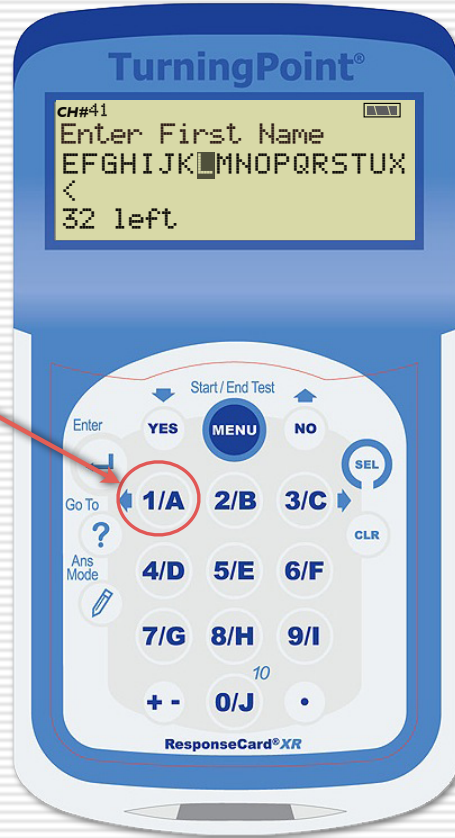 TurningPoint®
CH#41
Enter First Name
EFGHIJKLMNOPQRSTUX
<
32 left
Start / End Test
Enter
YES
MENU
NO
SEL
Go To
1/A
2/B
3/C
?
CLR
Ans
Mode
4/D
5/E
6/F
7/G
8/H
9/I
10
+ -
0/J
•
ResponseCard®XR